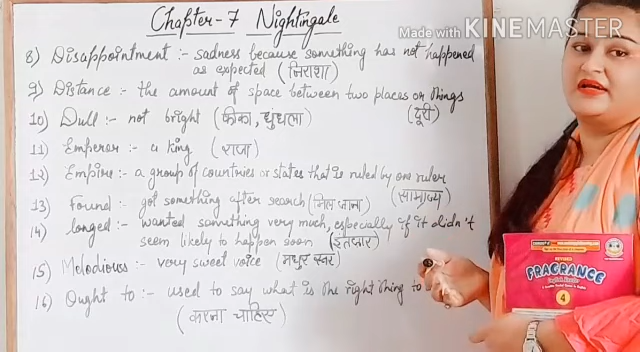 Chapter-7 Nightingale
Made with KINEMASTER
8) Disappointment :- sadness because something has not happened
as expected (निराशा)
9) Distance :- the amount of space between two places or things
(दूरी)
10) Dull :- not bright (फीका, धुंधला)
11) Emperor :- a king (राजा)
12) Empire :- a group of countries or states that is ruled by one ruler
(साम्राज्य)
13) Found :- got something after search (मिल जाना)
14) longed :- wanted something very much, especially if it didn't
seem likely to happen soon (इंतजार)
15) Melodious :- very sweet voice मधुर स्वर
16) Ought to :- used to say what is the right thing to
(करना चाहिए)
REVISED
FRAGRANCE
4